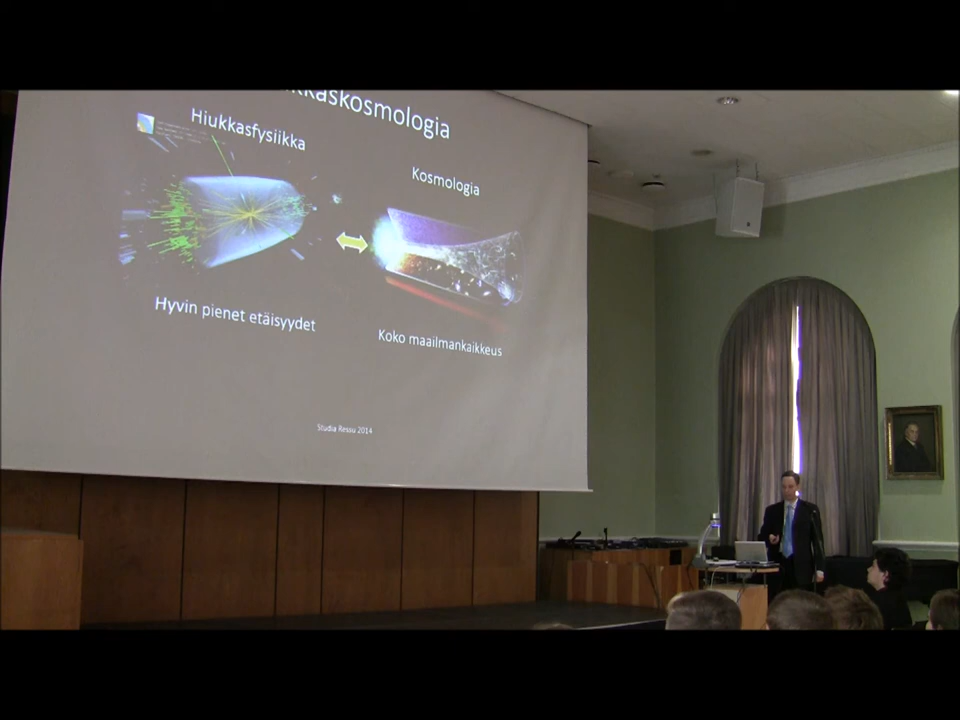 kkaskosmologia
Hiukkasfysiikka
Kosmologia
Hyvin pienet etäisyydet
Koko maailmankaikkeus
Studia Ressu 2014